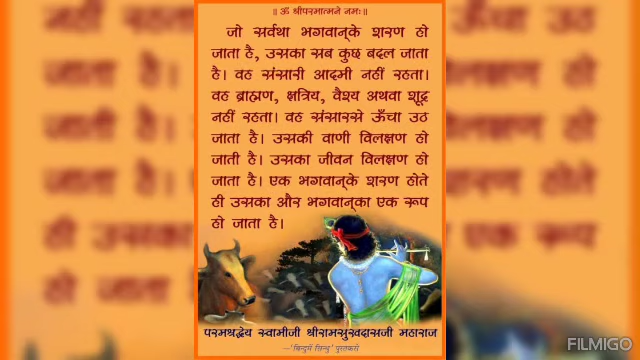 ॥ ॐ श्रीपरमात्मने नमः॥
जो सर्वथा भगवान्‌के शरण हो
जाता है, उसका सब कुछ बदल जाता
है। वह संसारी आदमी नहीं रहता।
वह ब्राह्मण, क्षत्रिय, वैश्य अथवा शूद्र
नहीं रहता। वह संसारसे ऊँचा उठ
जाता है। उसकी वाणी विलक्षण हो
जाती है। उसका जीवन विलक्षण हो
जाता है। एक भगवान्‌के शरण होते
ही उसका और भगवान्‌का एक रूप
हो जाता है।
परमश्रद्धेय स्वामीजी श्रीरामसुखदासजी महाराज
—'बिन्दुमें सिन्धु' पुस्तकसे
FILMIGO